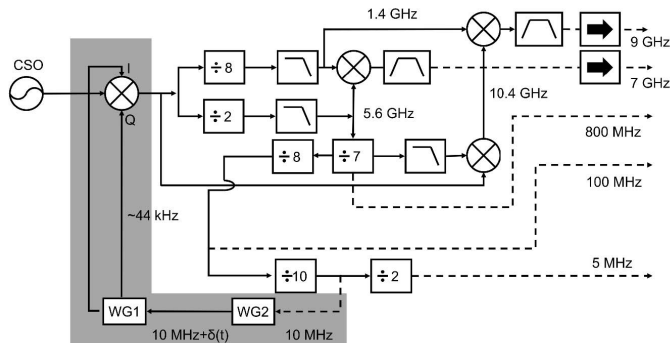 1.4 GHz
9 GHz
CSO
I
÷8
7 GHz
10.4 GHz
÷2
5.6 GHz
Q
800 MHz
÷8
÷7
100 MHz
~44 kHz
5 MHz
÷10
÷2
WG1
WG2
10 MHz+δ(t)
10 MHz